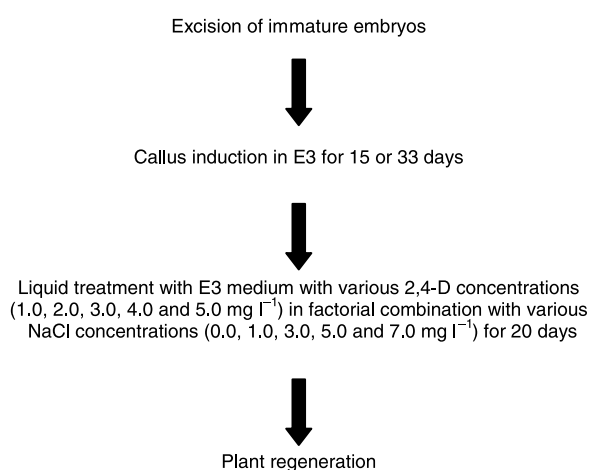 Excision of immature embryos
Callus induction in E3 for 15 or 33 days
Liquid treatment with E3 medium with various 2,4-D concentrations
(1.0, 2.0, 3.0, 4.0 and 5.0 mg l⁻¹) in factorial combination with various
NaCl concentrations (0.0, 1.0, 3.0, 5.0 and 7.0 mg l⁻¹) for 20 days
Plant regeneration